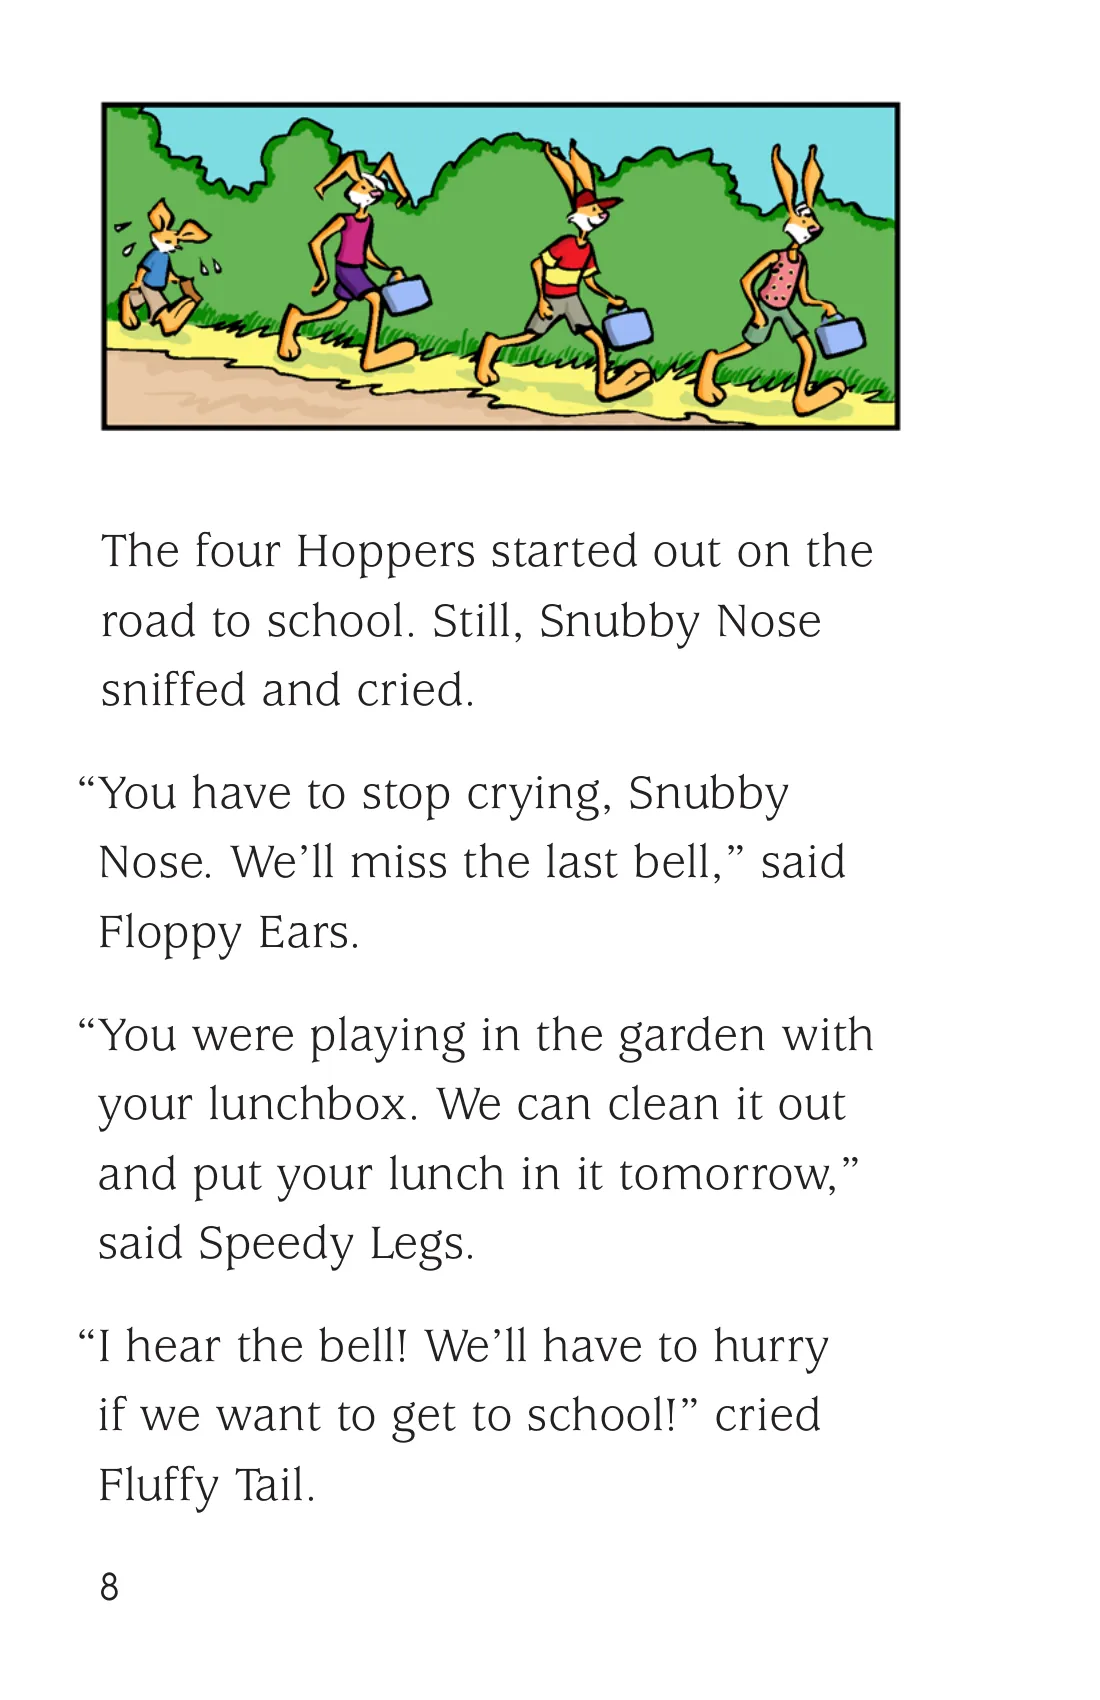 The four Hoppers started out on the
road to school. Still, Snubby Nose
sniffed and cried.
“You have to stop crying, Snubby
Nose. We’ll miss the last bell,” said
Floppy Ears.
“You were playing in the garden with
your lunchbox. We can clean it out
and put your lunch in it tomorrow,”
said Speedy Legs.
“I hear the bell! We’ll have to hurry
if we want to get to school!” cried
Fluffy Tail.
8